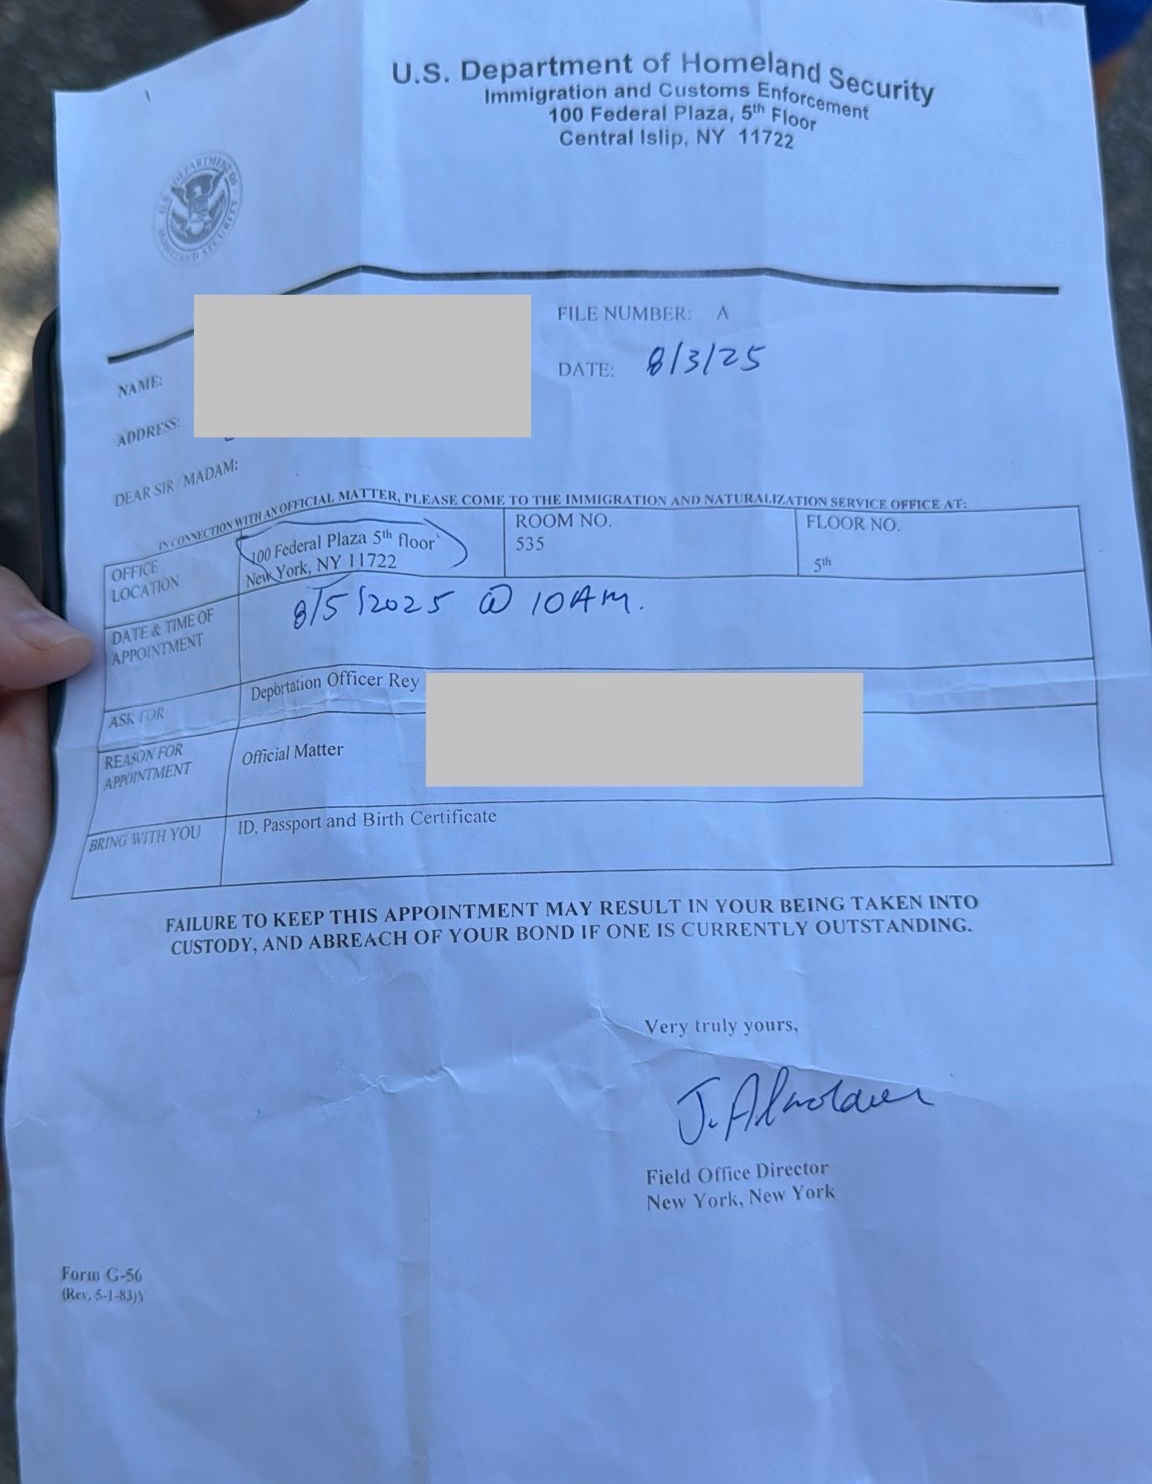 U.S. Department of Homeland Security
Immigration and Customs Enforcement
100 Federal Plaza, 5th Floor
Central Islip, NY 11722
U.S. DEPARTMENT OF HOMELAND SECURITY
FILE NUMBER: A
DATE: 8/3/25
NAME:
ADDRESS:
DEAR SIR / MADAM:
IN CONNECTION WITH AN OFFICIAL MATTER, PLEASE COME TO THE IMMIGRATION AND NATURALIZATION SERVICE OFFICE AT:
OFFICE
LOCATION
100 Federal Plaza 5th floor
New York, NY 11722
ROOM NO.
535
FLOOR NO.
5th
DATE & TIME OF
APPOINTMENT
8/5/2025 @ 10AM.
ASK FOR
Deportation Officer Rey
REASON FOR
APPOINTMENT
Official Matter
BRING WITH YOU
ID, Passport and Birth Certificate
FAILURE TO KEEP THIS APPOINTMENT MAY RESULT IN YOUR BEING TAKEN INTO
CUSTODY, AND ABREACH OF YOUR BOND IF ONE IS CURRENTLY OUTSTANDING.
Very truly yours,
J.
Field Office Director
New York, New York
Form G-56
(Rev. 5-1-83))